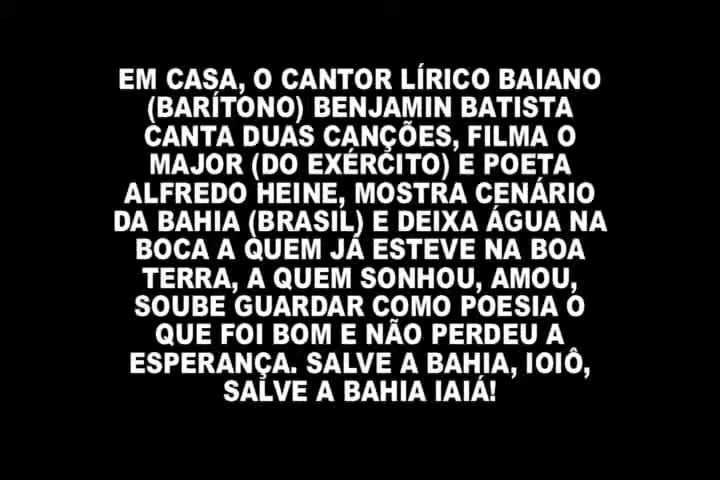 EM CASA, O CANTOR LÍRICO BAIANO
(BARÍTONO) BENJAMIN BATISTA
CANTA DUAS CANÇÕES, FILMA O
MAJOR (DO EXÉRCITO) E POETA
ALFREDO HEINE, MOSTRA CENÁRIO
DA BAHIA (BRASIL) E DEIXA ÁGUA NA
BOCA A QUEM JÁ ESTEVE NA BOA
TERRA, A QUEM SONHOU, AMOU,
SOUBE GUARDAR COMO POESIA O
QUE FOI BOM E NÃO PERDEU A
ESPERANÇA. SALVE A BAHIA, IOIÔ,
SALVE A BAHIA IAIÁ!